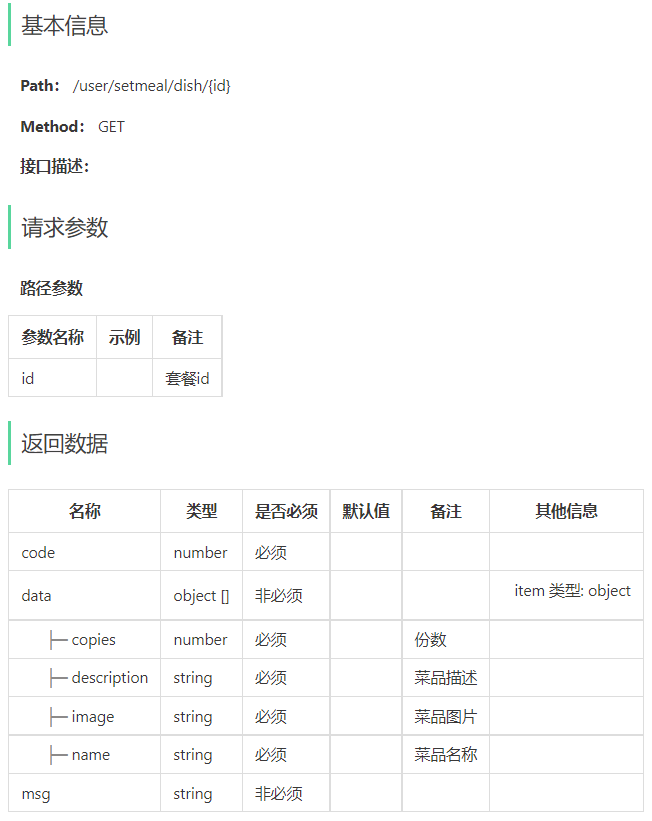 基本信息
Path： /user/setmeal/dish/{id}
Method： GET
接口描述：
请求参数
路径参数
参数名称 示例 备注
id 套餐id
返回数据
名称 类型 是否必须 默认值 备注 其他信息
code number 必须
data object [] 非必须 item 类型: object
├─ copies number 必须 份数
├─ description string 必须 菜品描述
├─ image string 必须 菜品图片
├─ name string 必须 菜品名称
msg string 非必须